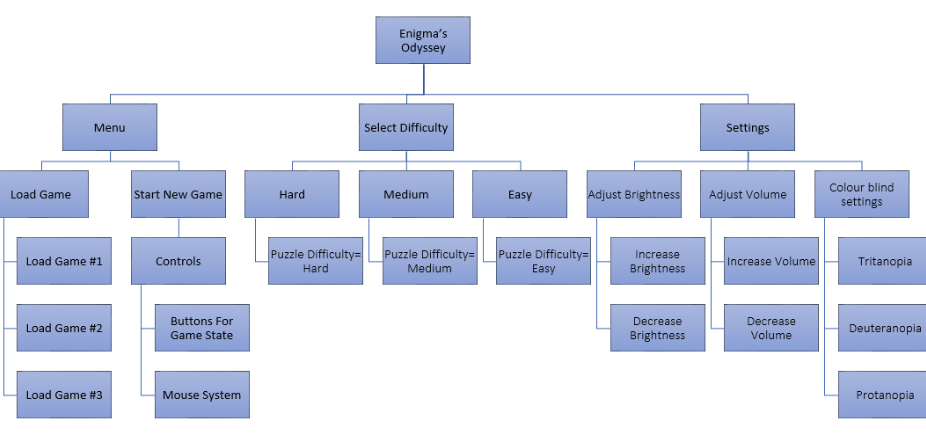 Enigma's
Odyssey
Menu
Select Difficulty
Settings
Load Game
Start New Game
Hard
Medium
Easy
Adjust Brightness
Adjust Volume
Colour blind
settings
Load Game #1
Controls
Puzzle Difficulty=
Hard
Puzzle Difficulty=
Medium
Puzzle Difficulty=
Easy
Increase
Brightness
Increase Volume
Tritanopia
Load Game #2
Buttons For
Game State
Decrease
Brightness
Decrease
Volume
Deuteranopia
Load Game #3
Mouse System
Protanopia